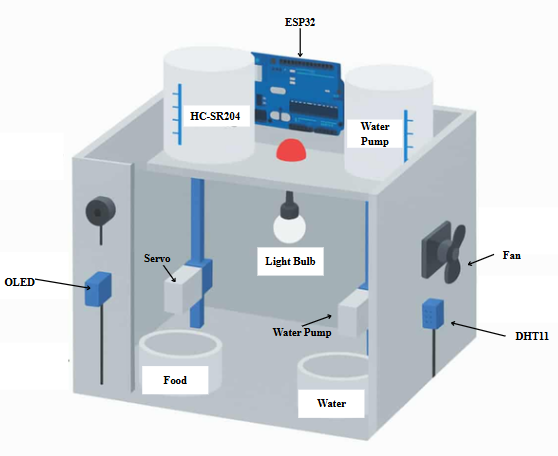 ESP32
HC-SR204
Water
Pump
Servo
Light Bulb
Fan
OLED
Water Pump
DHT11
Food
Water